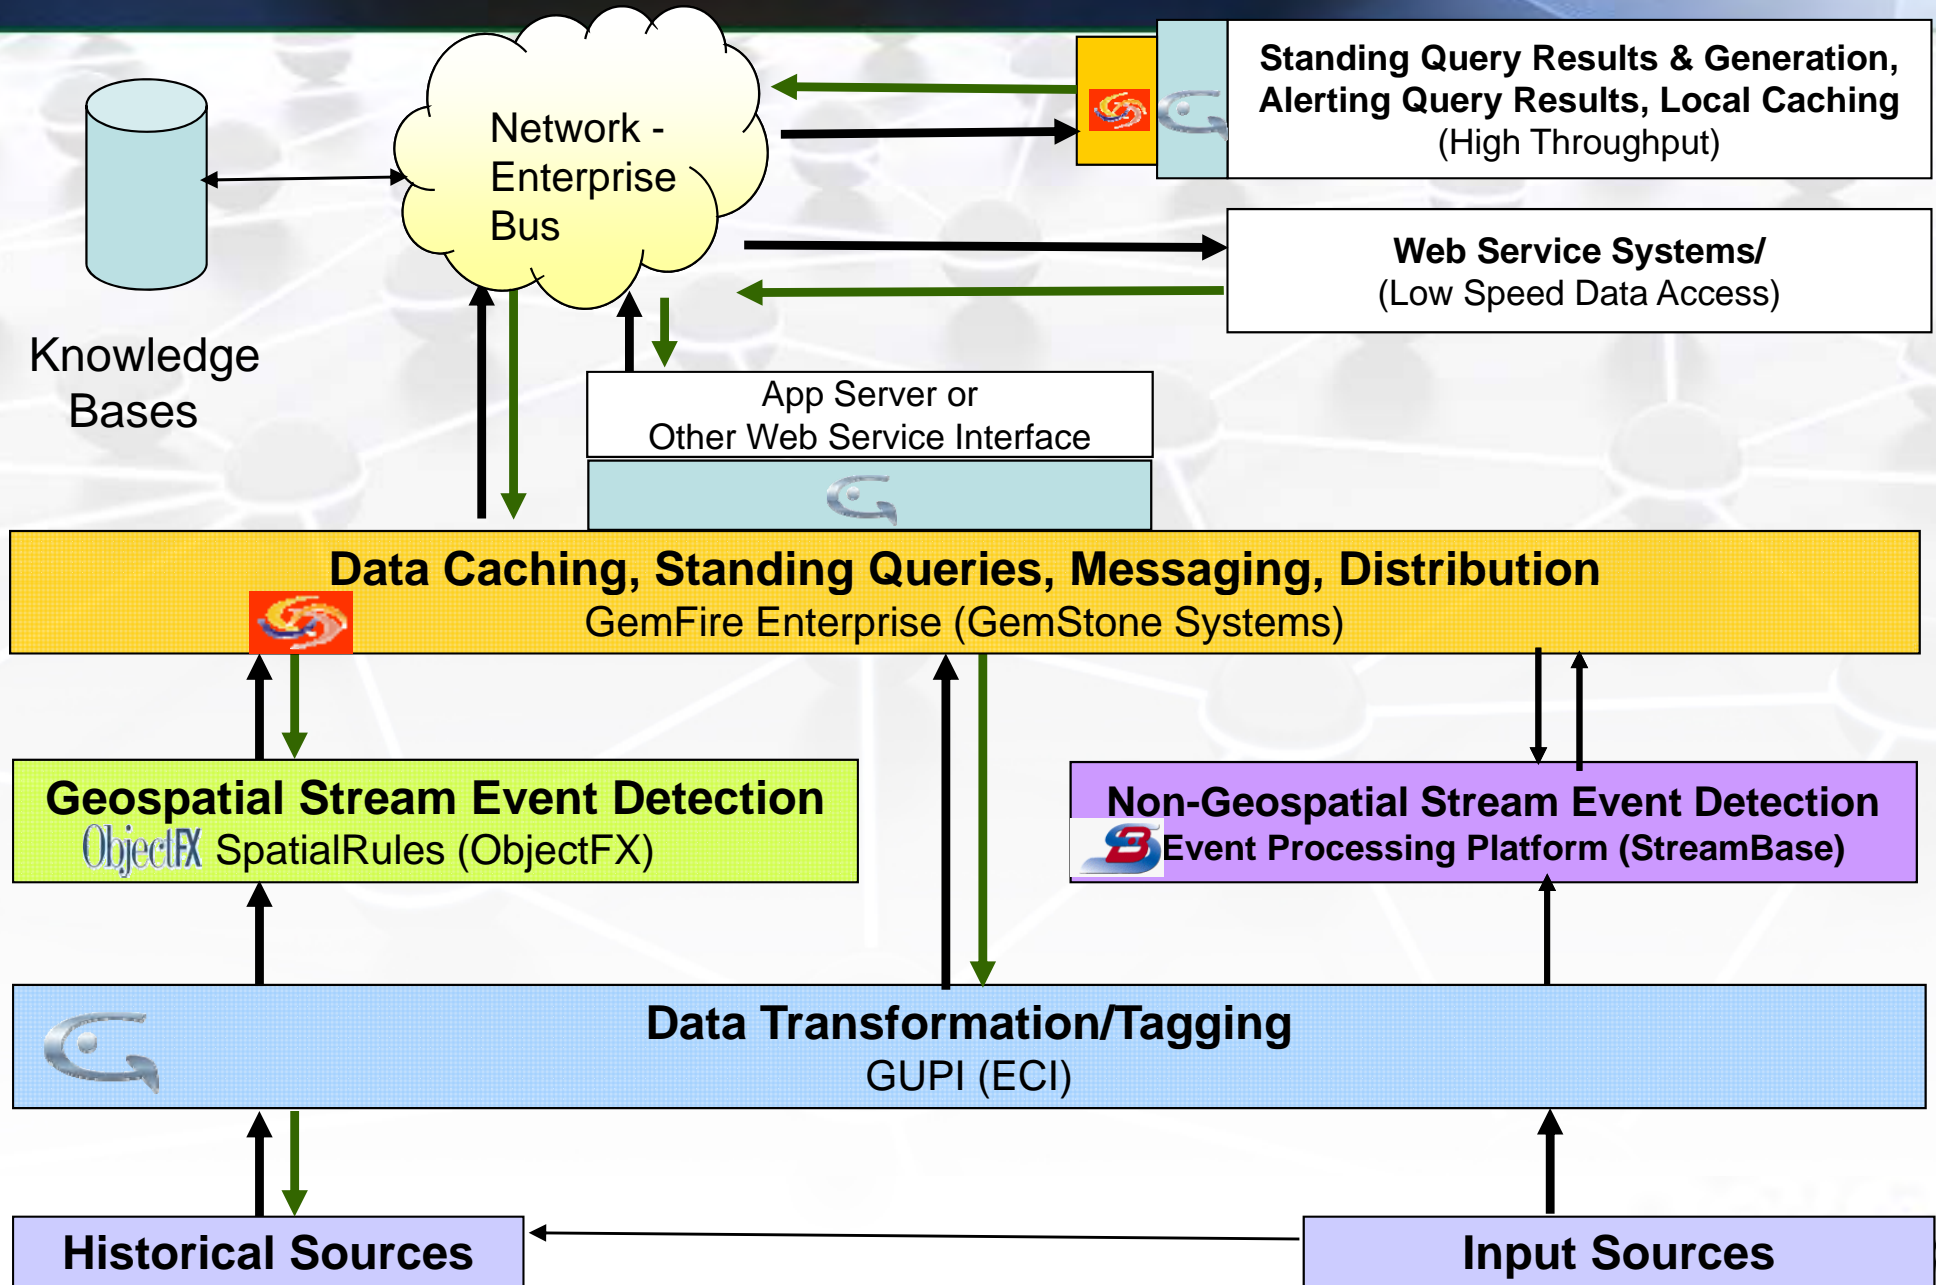 Standing Query Results & Generation,
Alerting Query Results, Local Caching
(High Throughput)
Network -
Enterprise
Bus
Web Service Systems/
(Low Speed Data Access)
Knowledge
Bases
App Server or
Other Web Service Interface
Data Caching, Standing Queries, Messaging, Distribution
GemFire Enterprise (GemStone Systems)
Geospatial Stream Event Detection
ObjectFX SpatialRules (ObjectFX)
Non-Geospatial Stream Event Detection
Event Processing Platform (StreamBase)
Data Transformation/Tagging
GUPI (ECI)
Historical Sources
Input Sources